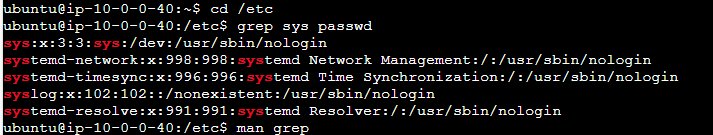 ubuntu@ip-10-0-0-40:~$ cd /etc
ubuntu@ip-10-0-0-40:/etc$ grep sys passwd
sys:x:3:3:sys:/dev:/usr/sbin/nologin
systemd-network:x:998:998:systemd Network Management:/:/usr/sbin/nologin
systemd-timesync:x:996:996:systemd Time Synchronization:/:/usr/sbin/nologin
syslog:x:102:102::/nonexistent:/usr/sbin/nologin
systemd-resolve:x:991:991:systemd Resolver:/:/usr/sbin/nologin
ubuntu@ip-10-0-0-40:/etc$ man grep